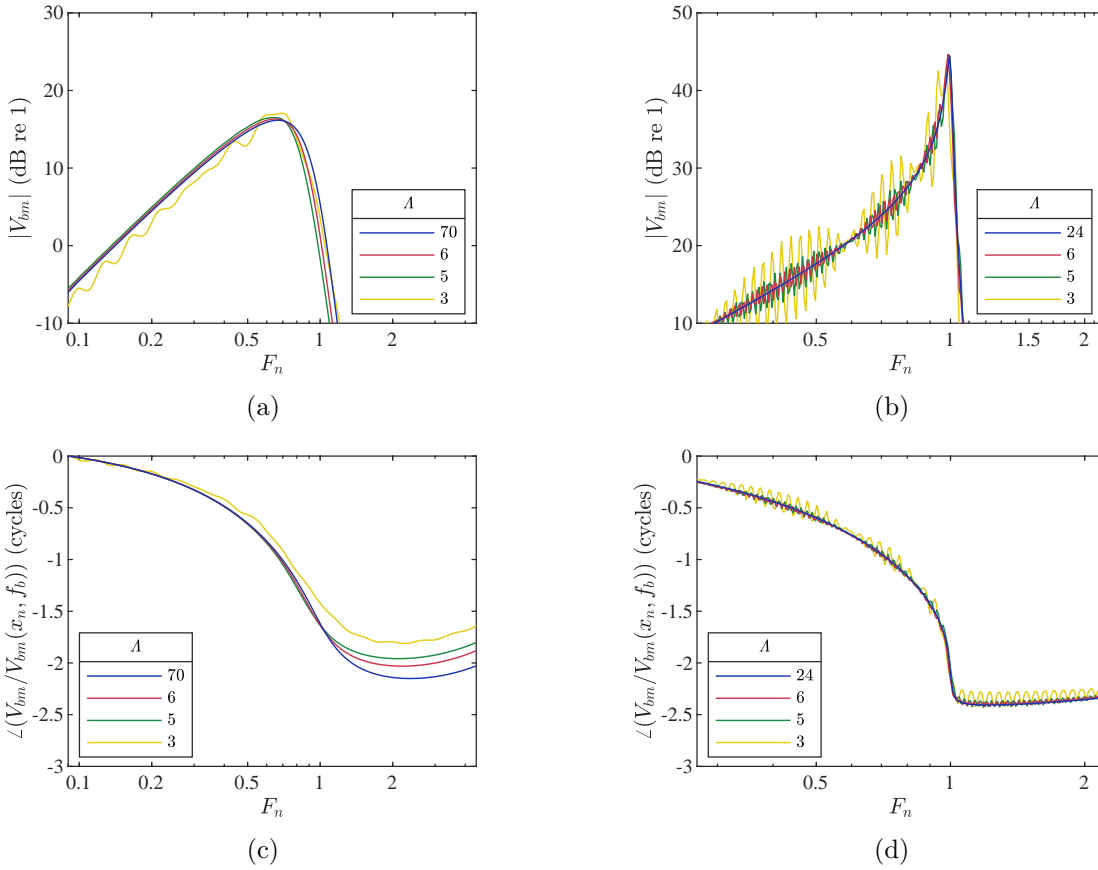 30
20
10
0
-10
|V_bm| (dB re 1)
0.1 0.2 0.5 1 2
F_n
Λ
70
6
5
3
(a)
50
40
30
20
10
|V_bm| (dB re 1)
0.5 1 1.5 2
F_n
Λ
24
6
5
3
(b)
0
-0.5
-1
-1.5
-2
-2.5
-3
∠(V_bm/V_bm(x_n, f_b)) (cycles)
0.1 0.2 0.5 1 2
F_n
Λ
70
6
5
3
(c)
0
-0.5
-1
-1.5
-2
-2.5
-3
∠(V_bm/V_bm(x_n, f_b)) (cycles)
0.5 1 2
F_n
Λ
24
6
5
3
(d)